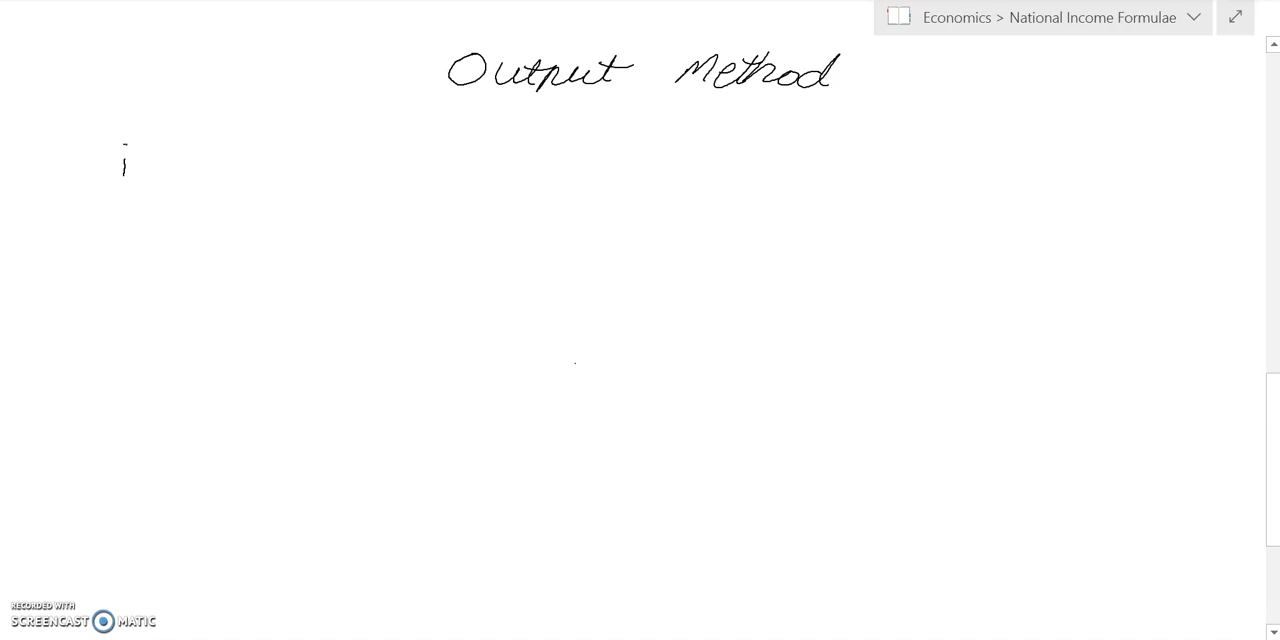 Economics > National Income Formulae
Output Method
RECORDED WITH
SCREENCAST MATIC